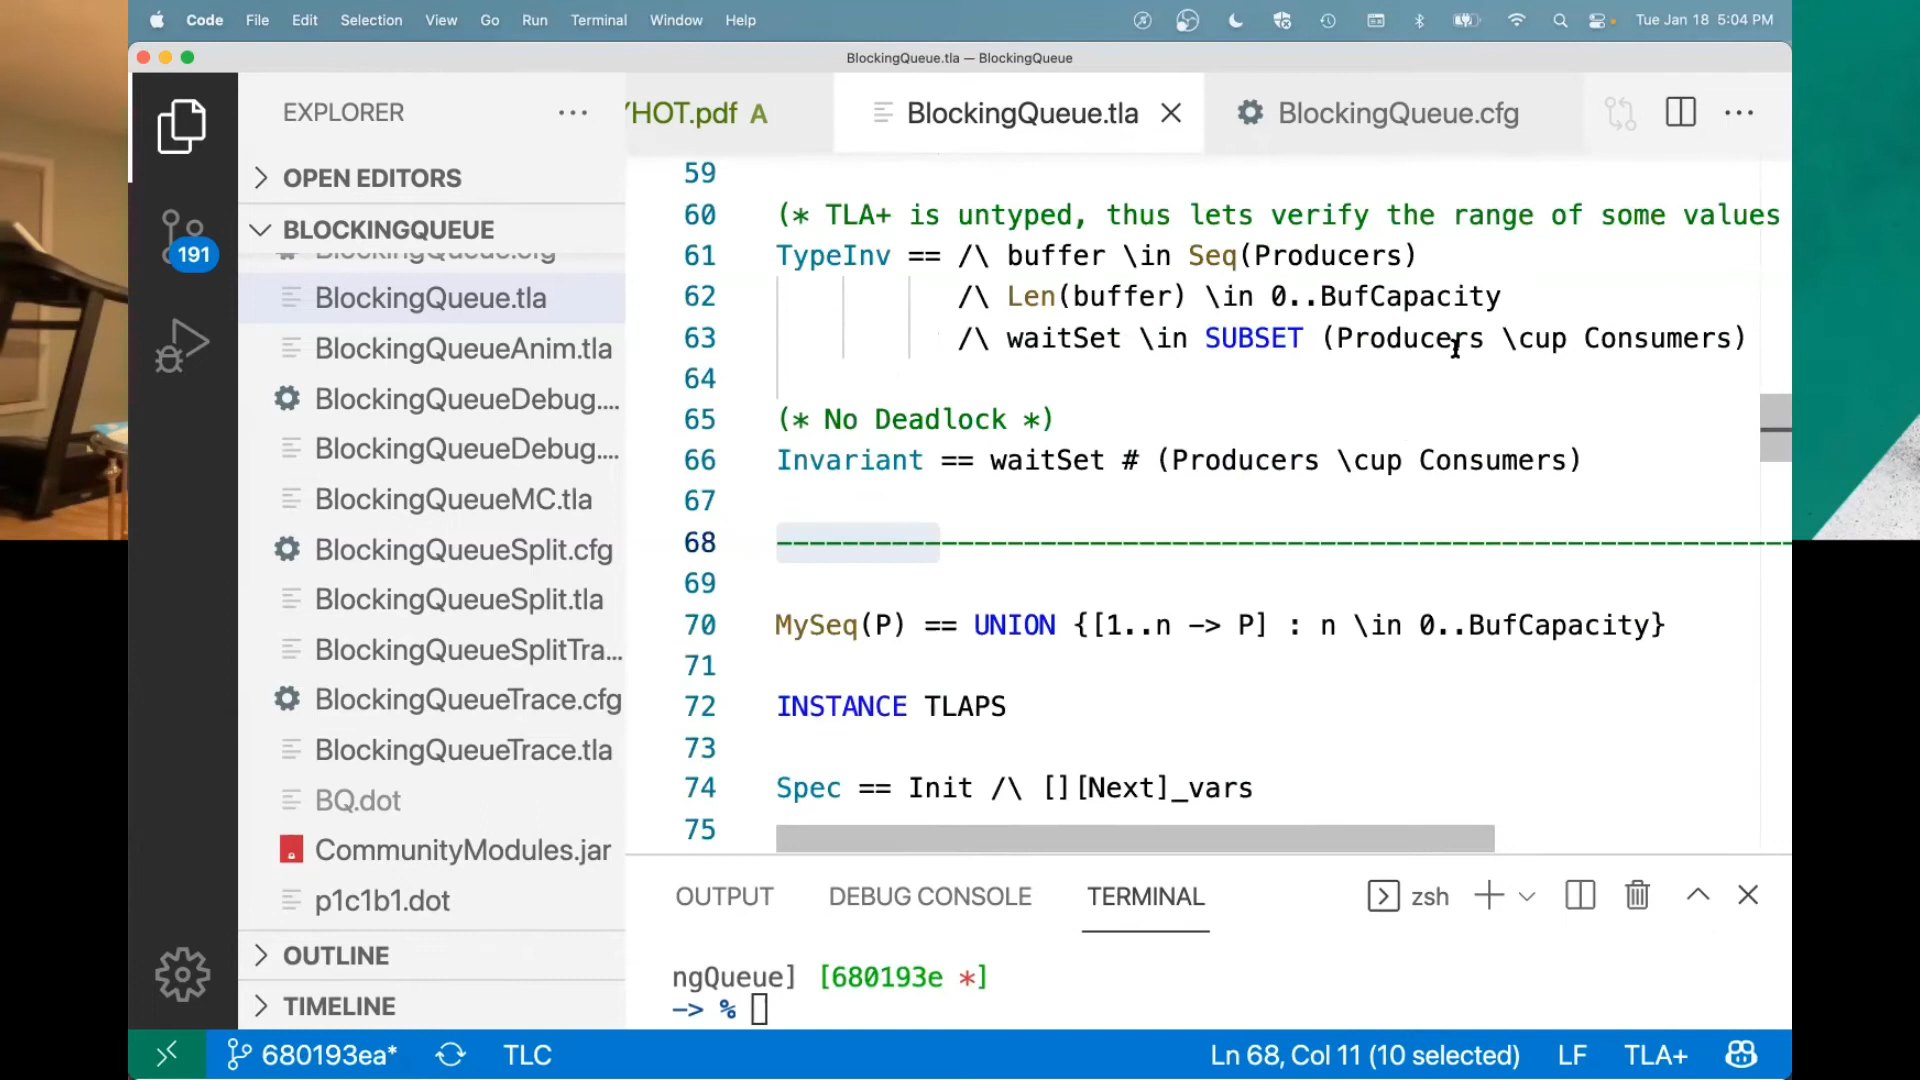 Code File Edit Selection View Go Run Terminal Window Help Tue Jan 18 5:04 PM
BlockingQueue.tla — BlockingQueue
EXPLORER
OPEN EDITORS
BLOCKINGQUEUE
BlockingQueue.cfg
BlockingQueue.tla
BlockingQueueAnim.tla
BlockingQueueDebug....
BlockingQueueDebug....
BlockingQueueMC.tla
BlockingQueueSplit.cfg
BlockingQueueSplit.tla
BlockingQueueSplitTra...
BlockingQueueTrace.cfg
BlockingQueueTrace.tla
BQ.dot
CommunityModules.jar
p1c1b1.dot
OUTLINE
TIMELINE
191
YHOT.pdf A
BlockingQueue.tla
BlockingQueue.cfg
59
60 (* TLA+ is untyped, thus lets verify the range of some values
61 TypeInv == /\ buffer \in Seq(Producers)
62 /\ Len(buffer) \in 0..BufCapacity
63 /\ waitSet \in SUBSET (Producers \cup Consumers)
64
65 (* No Deadlock *)
66 Invariant == waitSet # (Producers \cup Consumers)
67
68 --------------------------------------------------------------
69
70 MySeq(P) == UNION {[1..n -> P] : n \in 0..BufCapacity}
71
72 INSTANCE TLAPS
73
74 Spec == Init /\ [][Next]_vars
75
OUTPUT DEBUG CONSOLE TERMINAL zsh
ngQueue] [680193e *]
-> %
680193ea* TLC Ln 68, Col 11 (10 selected) LF TLA+